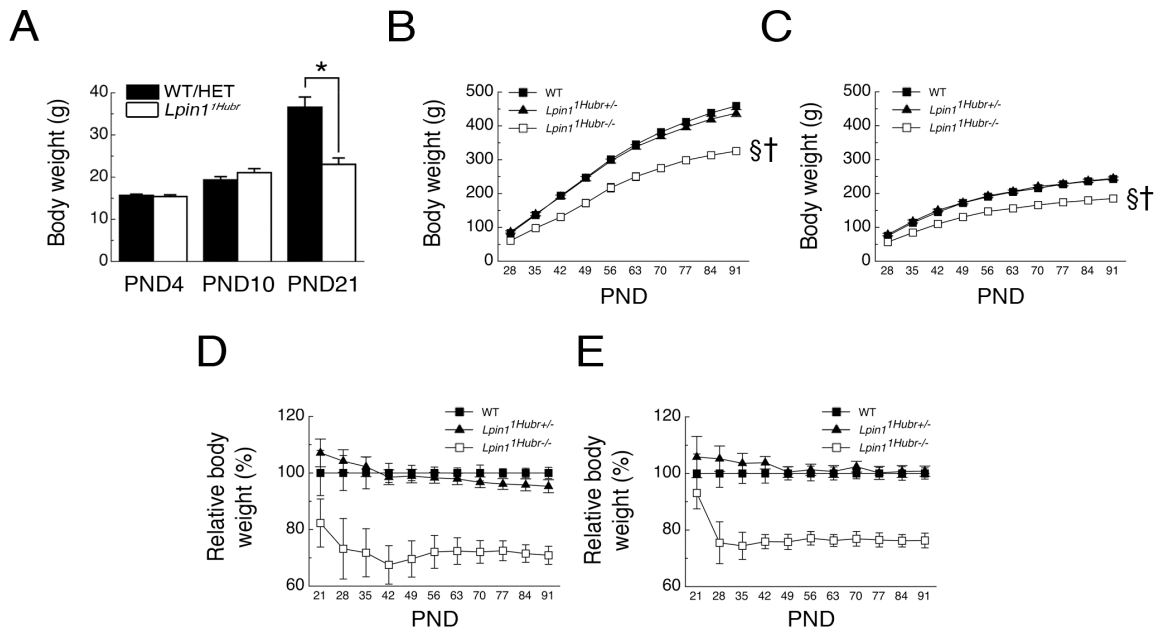 A
B
C
Body weight (g)
40
30
20
10
0
WT/HET
Lpin1 1Hubr
*
PND4 PND10 PND21
Body weight (g)
500
400
300
200
100
0
WT
Lpin1 1Hubr+/-
Lpin1 1Hubr-/-
§†
28 35 42 49 56 63 70 77 84 91
PND
Body weight (g)
500
400
300
200
100
0
WT
Lpin1 1Hubr+/-
Lpin1 1Hubr-/-
§†
28 35 42 49 56 63 70 77 84 91
PND
D
E
Relative body
weight (%)
120
100
80
60
WT
Lpin1 1Hubr+/-
Lpin1 1Hubr-/-
21 28 35 42 49 56 63 70 77 84 91
PND
Relative body
weight (%)
120
100
80
60
WT
Lpin1 1Hubr+/-
Lpin1 1Hubr-/-
21 28 35 42 49 56 63 70 77 84 91
PND